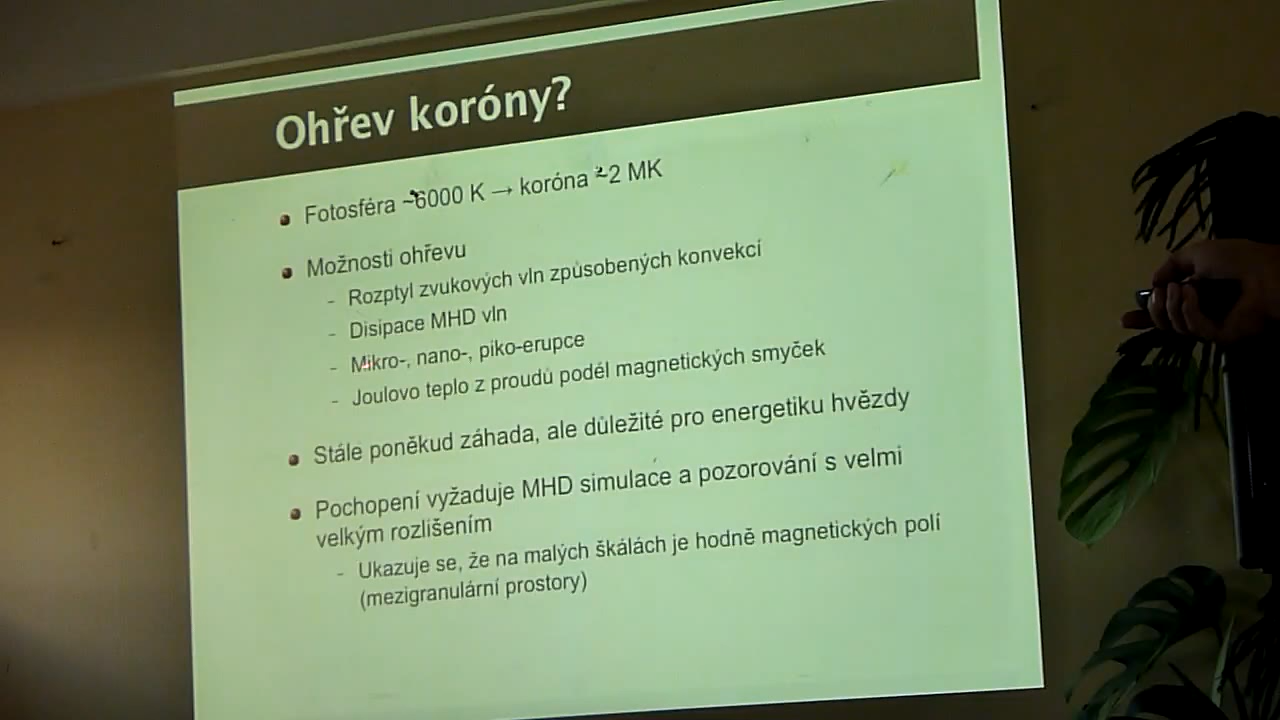 Ohřev koróny?
Fotosféra ~6000 K → koróna ~2 MK
Možnosti ohřevu
- Rozptyl zvukových vln způsobených konvekcí
- Disipace MHD vln
- Mikro-, nano-, piko-erupce
- Joulovo teplo z proudů podél magnetických smyček
Stále poněkud záhada, ale důležité pro energetiku hvězdy
Pochopení vyžaduje MHD simulace a pozorování s velmi
velkým rozlišením
- Ukazuje se, že na malých škálách je hodně magnetických polí
(mezigranulární prostory)